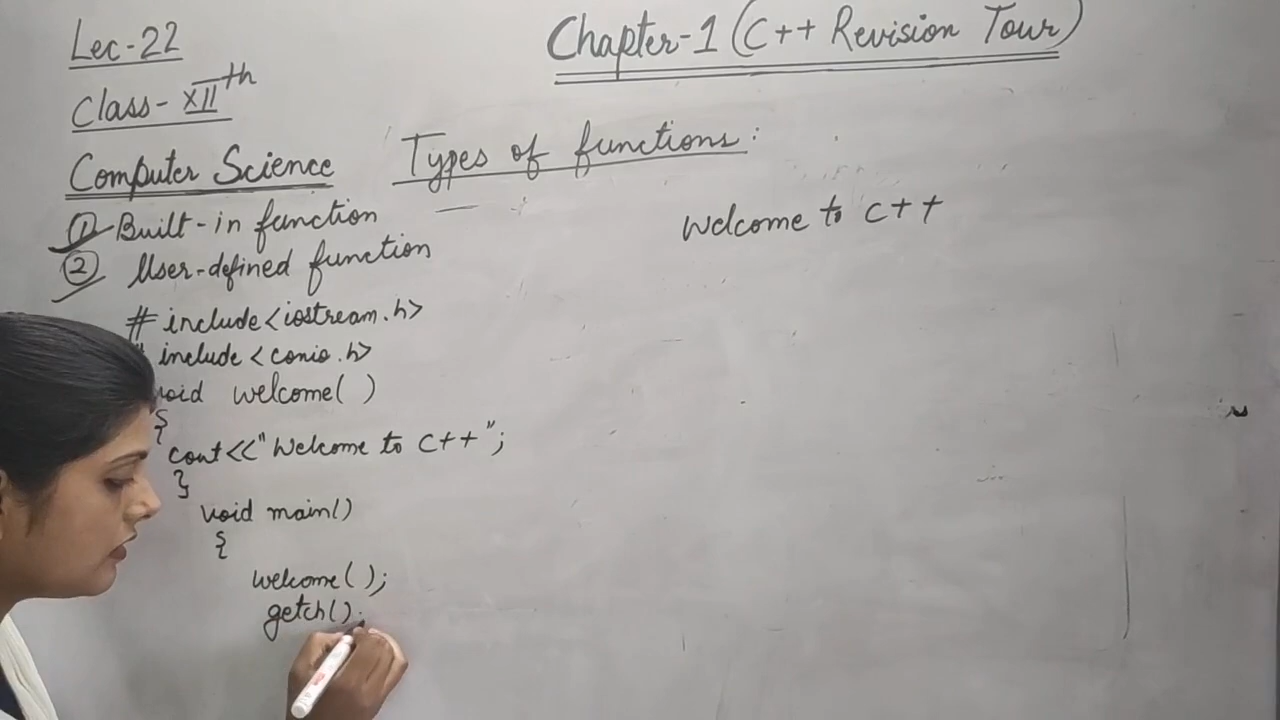 Lec-22
Class-XIIth
Computer Science
Chapter-1 (C++ Revision Tour)
Types of functions:
① Built-in function
② User-defined function
# include<iostream.h>
include <conio.h>
void welcome( )
{
cout<<"Welcome to C++";
}
void main()
{
welcome( );
getch();
Welcome to C++